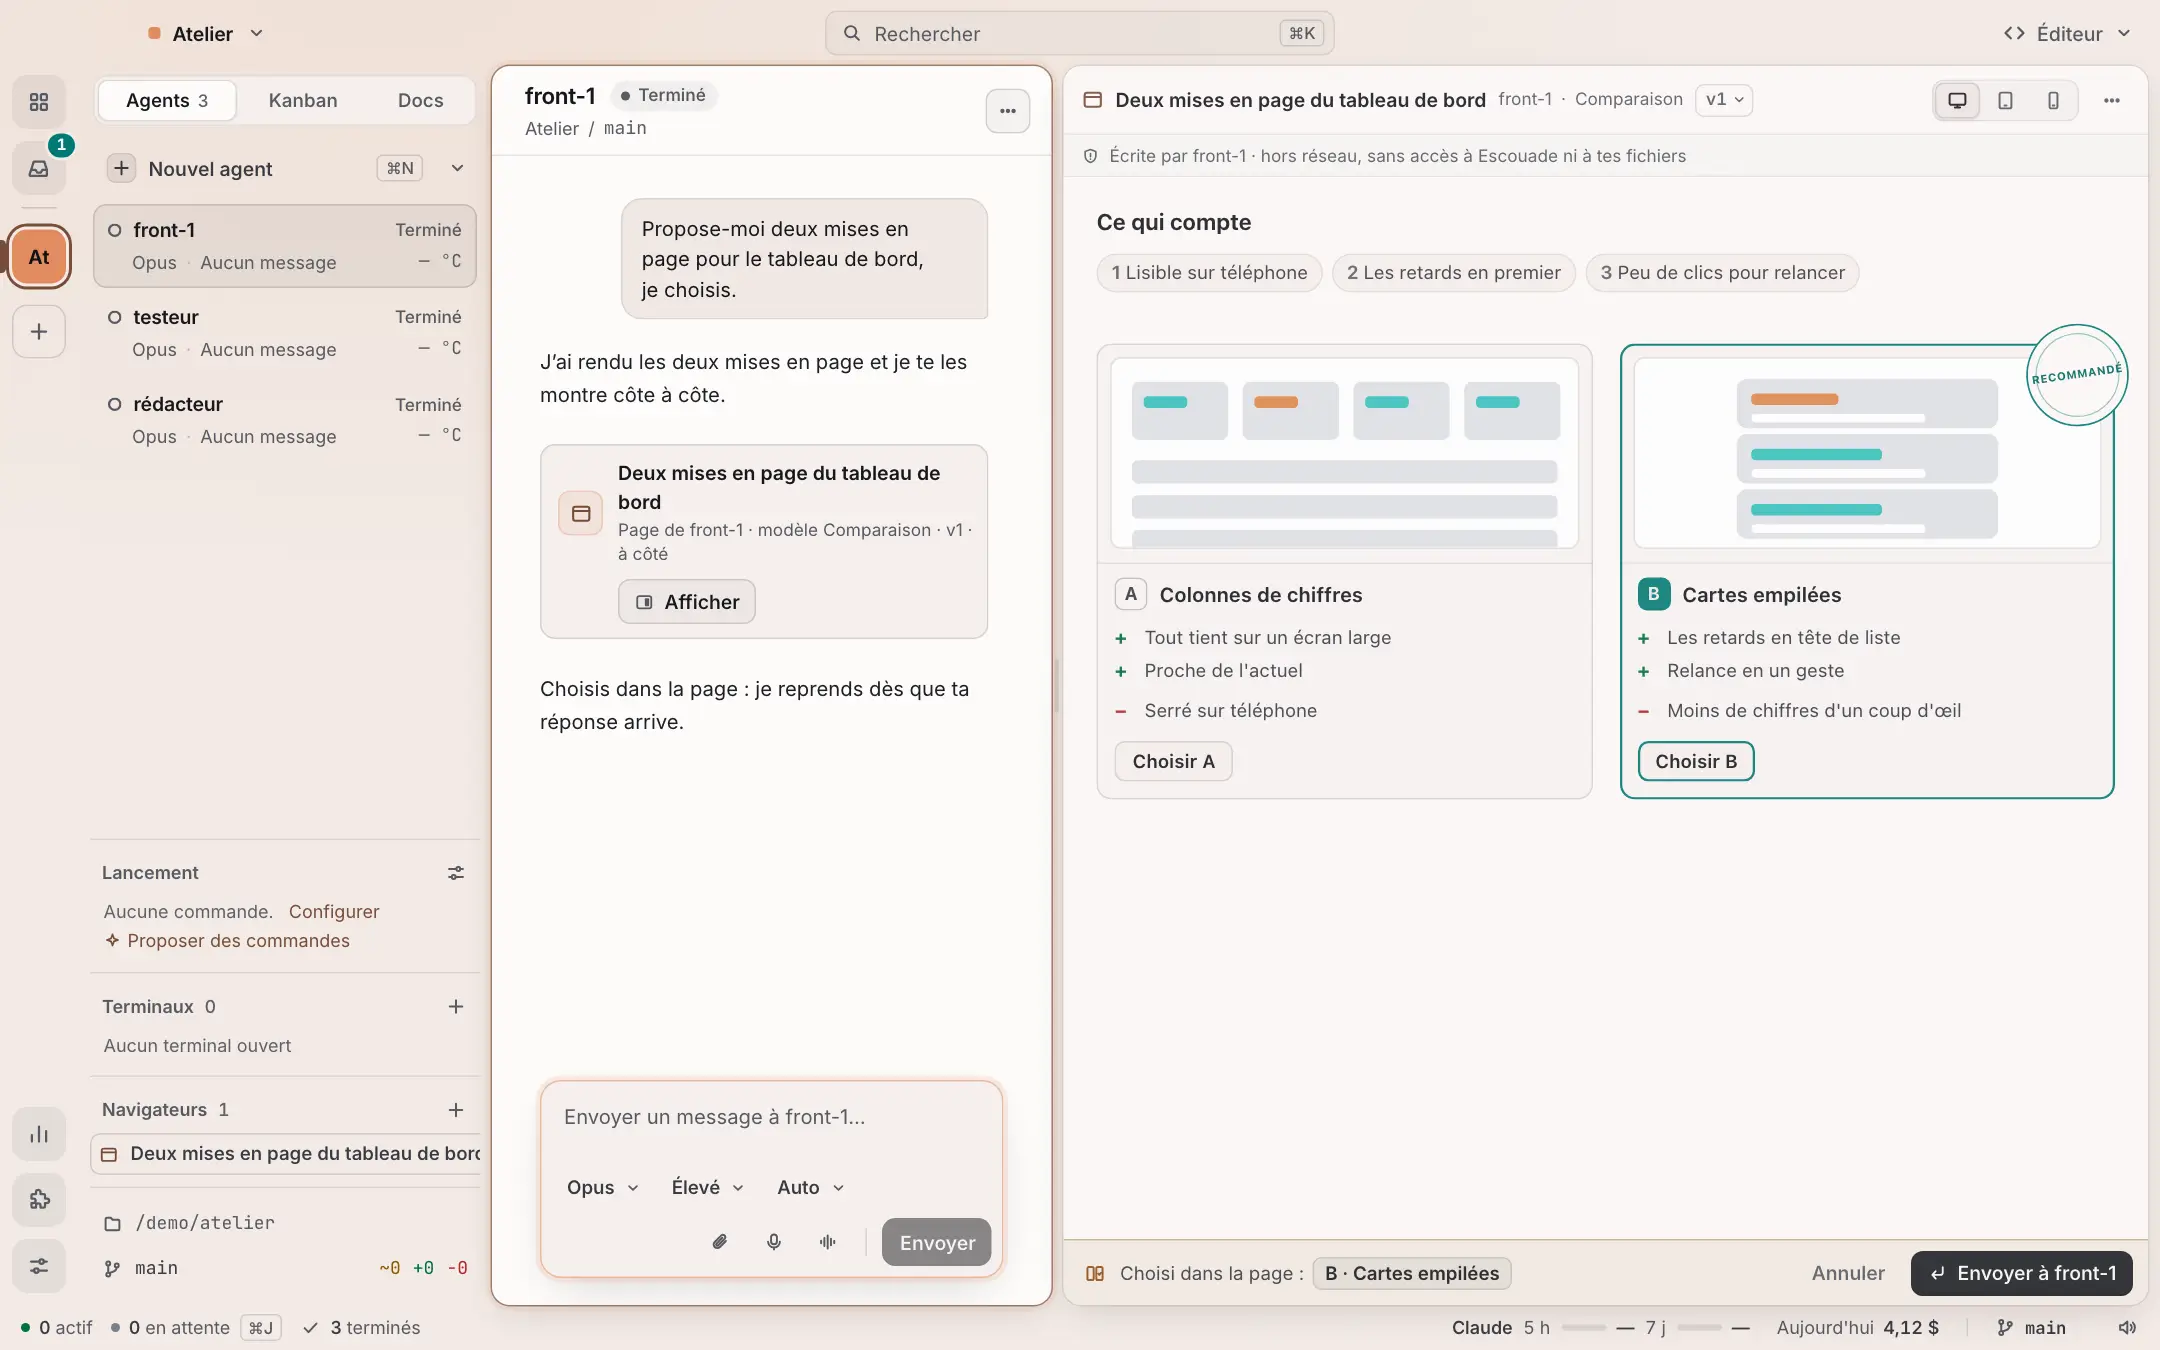 Atelier
Rechercher
⌘K
Éditeur
Agents 3
Kanban
Docs
1
Nouvel agent
⌘N
At
front-1
Terminé
Opus · Aucun message
— °C
testeur
Terminé
Opus · Aucun message
— °C
rédacteur
Terminé
Opus · Aucun message
— °C
Lancement
Aucune commande. Configurer
Proposer des commandes
Terminaux 0
Aucun terminal ouvert
Navigateurs 1
Deux mises en page du tableau de bord
/demo/atelier
main
~0 +0 -0
front-1
Terminé
Atelier / main
Propose-moi deux mises en
page pour le tableau de bord,
je choisis.
J’ai rendu les deux mises en page et je te les
montre côte à côte.
Deux mises en page du tableau de
bord
Page de front-1 · modèle Comparaison · v1 ·
à côté
Afficher
Choisis dans la page : je reprends dès que ta
réponse arrive.
Envoyer un message à front-1...
Opus
Élevé
Auto
Envoyer
Deux mises en page du tableau de bord
front-1 · Comparaison
v1
Écrite par front-1 · hors réseau, sans accès à Escouade ni à tes fichiers
Ce qui compte
1 Lisible sur téléphone
2 Les retards en premier
3 Peu de clics pour relancer
A
Colonnes de chiffres
+ Tout tient sur un écran large
+ Proche de l'actuel
– Serré sur téléphone
Choisir A
RECOMMANDÉ
B
Cartes empilées
+ Les retards en tête de liste
+ Relance en un geste
– Moins de chiffres d'un coup d'œil
Choisir B
Choisi dans la page :
B · Cartes empilées
Annuler
Envoyer à front-1
0 actif
0 en attente
⌘J
3 terminés
Claude 5 h — 7 j —
Aujourd'hui 4,12 $
main